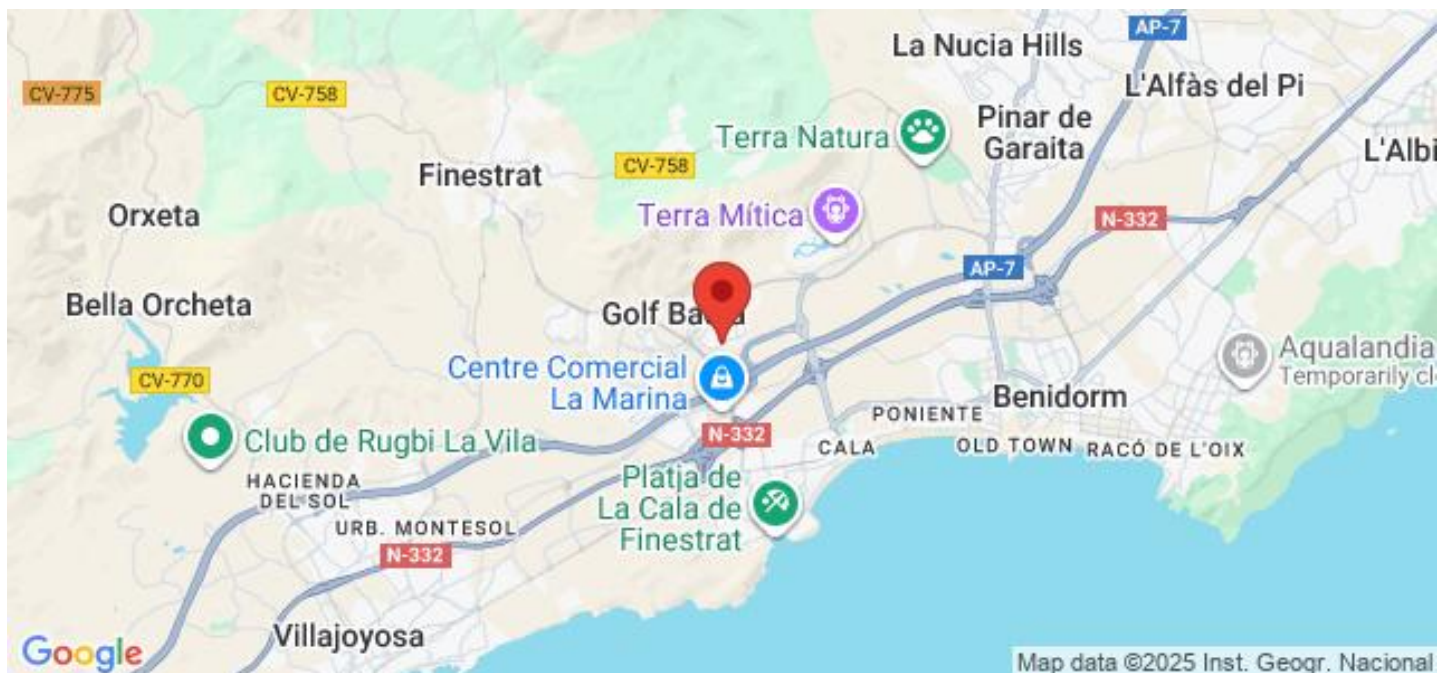 AP-7
La Nucia Hills
L'Alfàs del Pi
CV-775
CV-758
Terra Natura
Pinar de
Garaita
L'Albi
Finestrat
CV-758
Orxeta
Terra Mítica
N-332
AP-7
Bella Orcheta
Golf
Centre Comercial
La Marina
Aqualandia
Temporarily cl
CV-770
Benidorm
PONIENTE
Club de Rugbi La Vila
N-332
CALA
OLD TOWN
RACÓ DE L'OIX
HACIENDA
DEL SOL
Platja de
La Cala de
Finestrat
URB. MONTESOL
N-332
Villajoyosa
Google
Map data ©2025 Inst. Geogr. Nacional